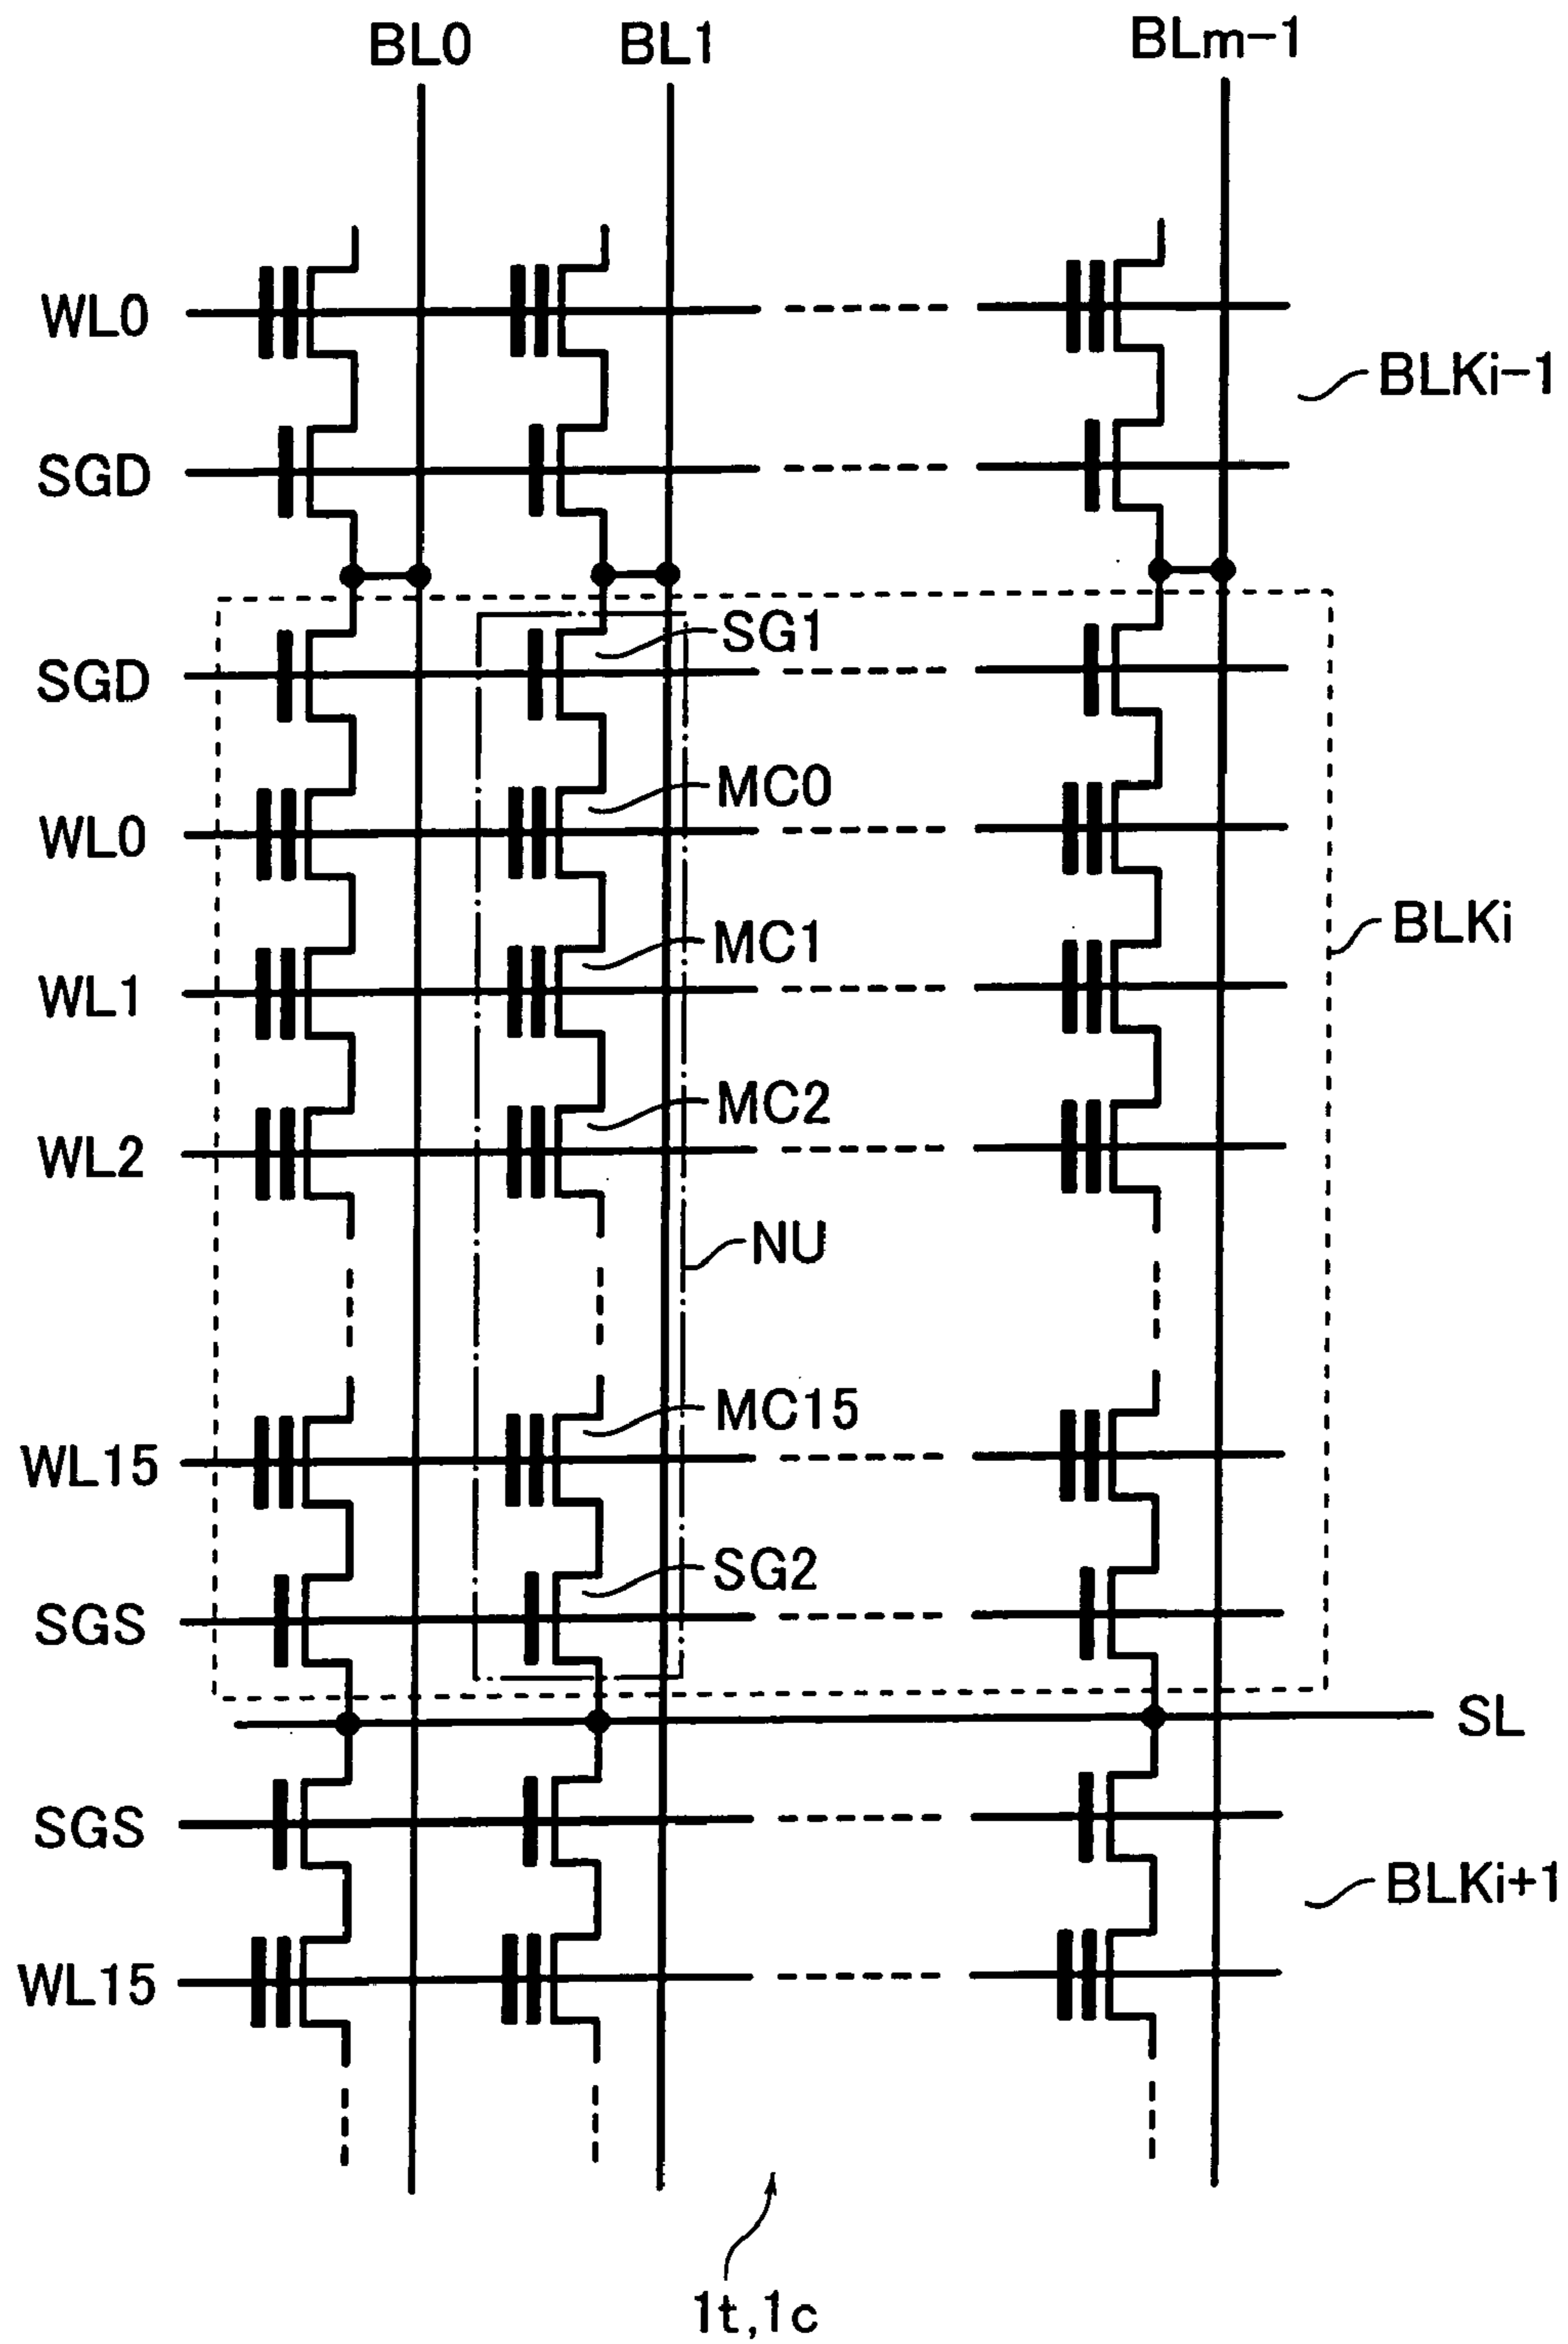 BL0 BL1 BLm-1
WL0
BLKi-1
SGD
SG1
SGD
MC0
WL0
BLKi
MC1
WL1
MC2
WL2
NU
MC15
WL15
SG2
SGS
SL
SGS
BLKi+1
WL15
1t,1c